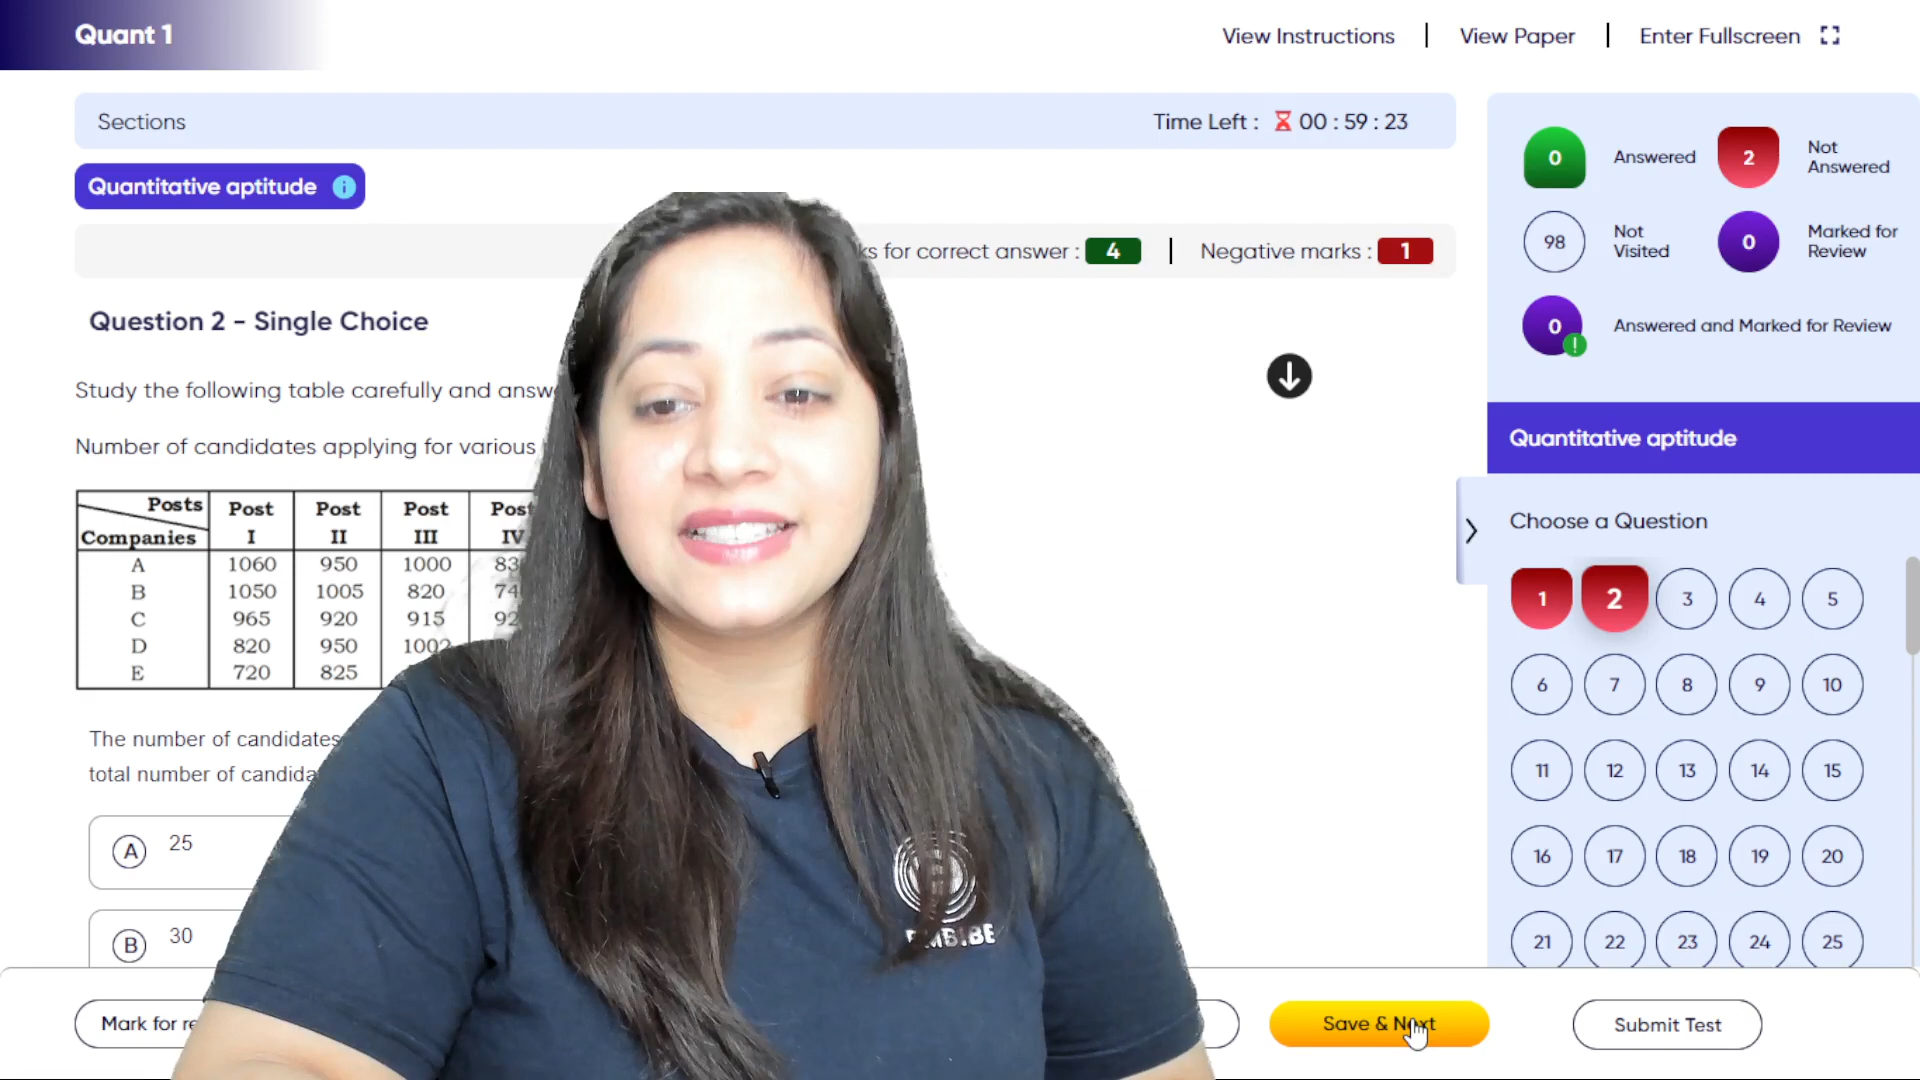 Quant 1
View Instructions | View Paper | Enter Fullscreen
Sections
Time Left : 00 : 59 : 23
Quantitative aptitude i
for correct answer : 4 | Negative marks : 1
Question 2 - Single Choice
Study the following table carefully and
Number of candidates applying for various
Posts Post Post Post Post
Companies I II III IV
A 1060 950 1000
B 1050 1005 820
C 965 920 915
D 820 950
E 720 825
The number of candidates
total number of
A 25
B 30
Mark for
Save & Next
Submit Test
0 Answered 2 Not Answered
98 Not Visited 0 Marked for Review
0 ! Answered and Marked for Review
Quantitative aptitude
Choose a Question
1 2 3 4 5
6 7 8 9 10
11 12 13 14 15
16 17 18 19 20
21 22 23 24 25